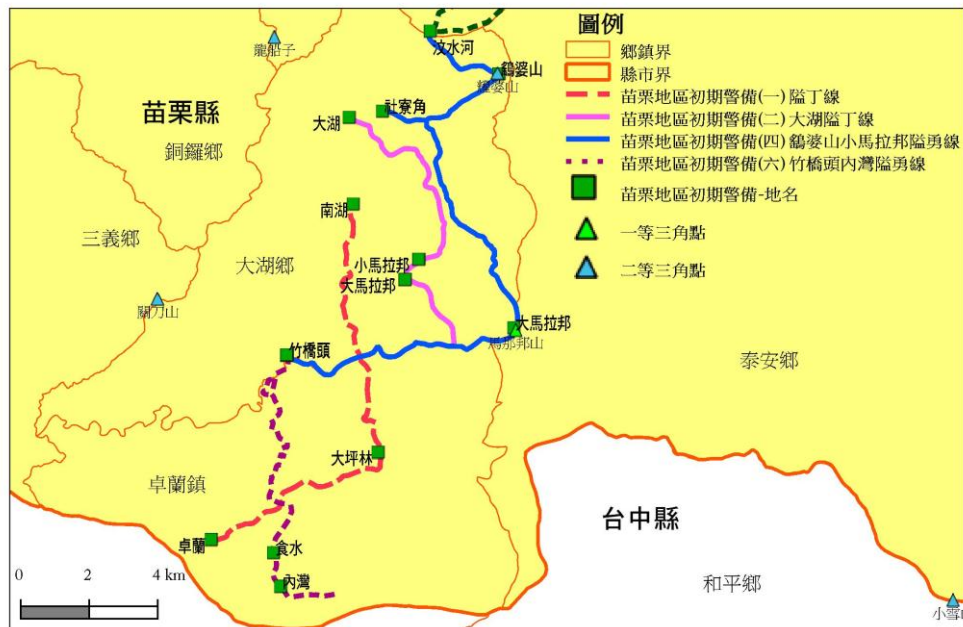 圖例
鄉鎮界
縣市界
苗栗地區初期警備(一)隘丁線
苗栗地區初期警備(二)大湖隘丁線
苗栗地區初期警備(四)鷂婆山小馬拉邦隘勇線
苗栗地區初期警備(六)竹橋頭內灣隘勇線
苗栗地區初期警備-地名
一等三角點
二等三角點
龍船子
汶水河
鷂婆山
鷂婆山
苗栗縣
大湖
社寮角
銅鑼鄉
南湖
三義鄉
大湖鄉
小馬拉邦
大馬拉邦
關刀山
大馬拉邦
馬那邦山
竹橋頭
泰安鄉
大坪林
卓蘭鎮
台中縣
卓蘭
食水
內灣
和平鄉
0 2 4 km